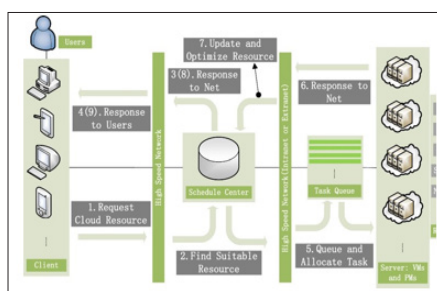 Users
7. Update and
Optimize Resource
3(8). Response
to Net
6. Response to
Net
4(9). Response
to Users
High Speed Network
High Speed Network(Intranet or Extranet)
Schedule Center
Task Queue
1. Request
Cloud Resource
2. Find Suitable
Resource
5. Queue and
Allocate Task
Client
Server: VMs
and PMs